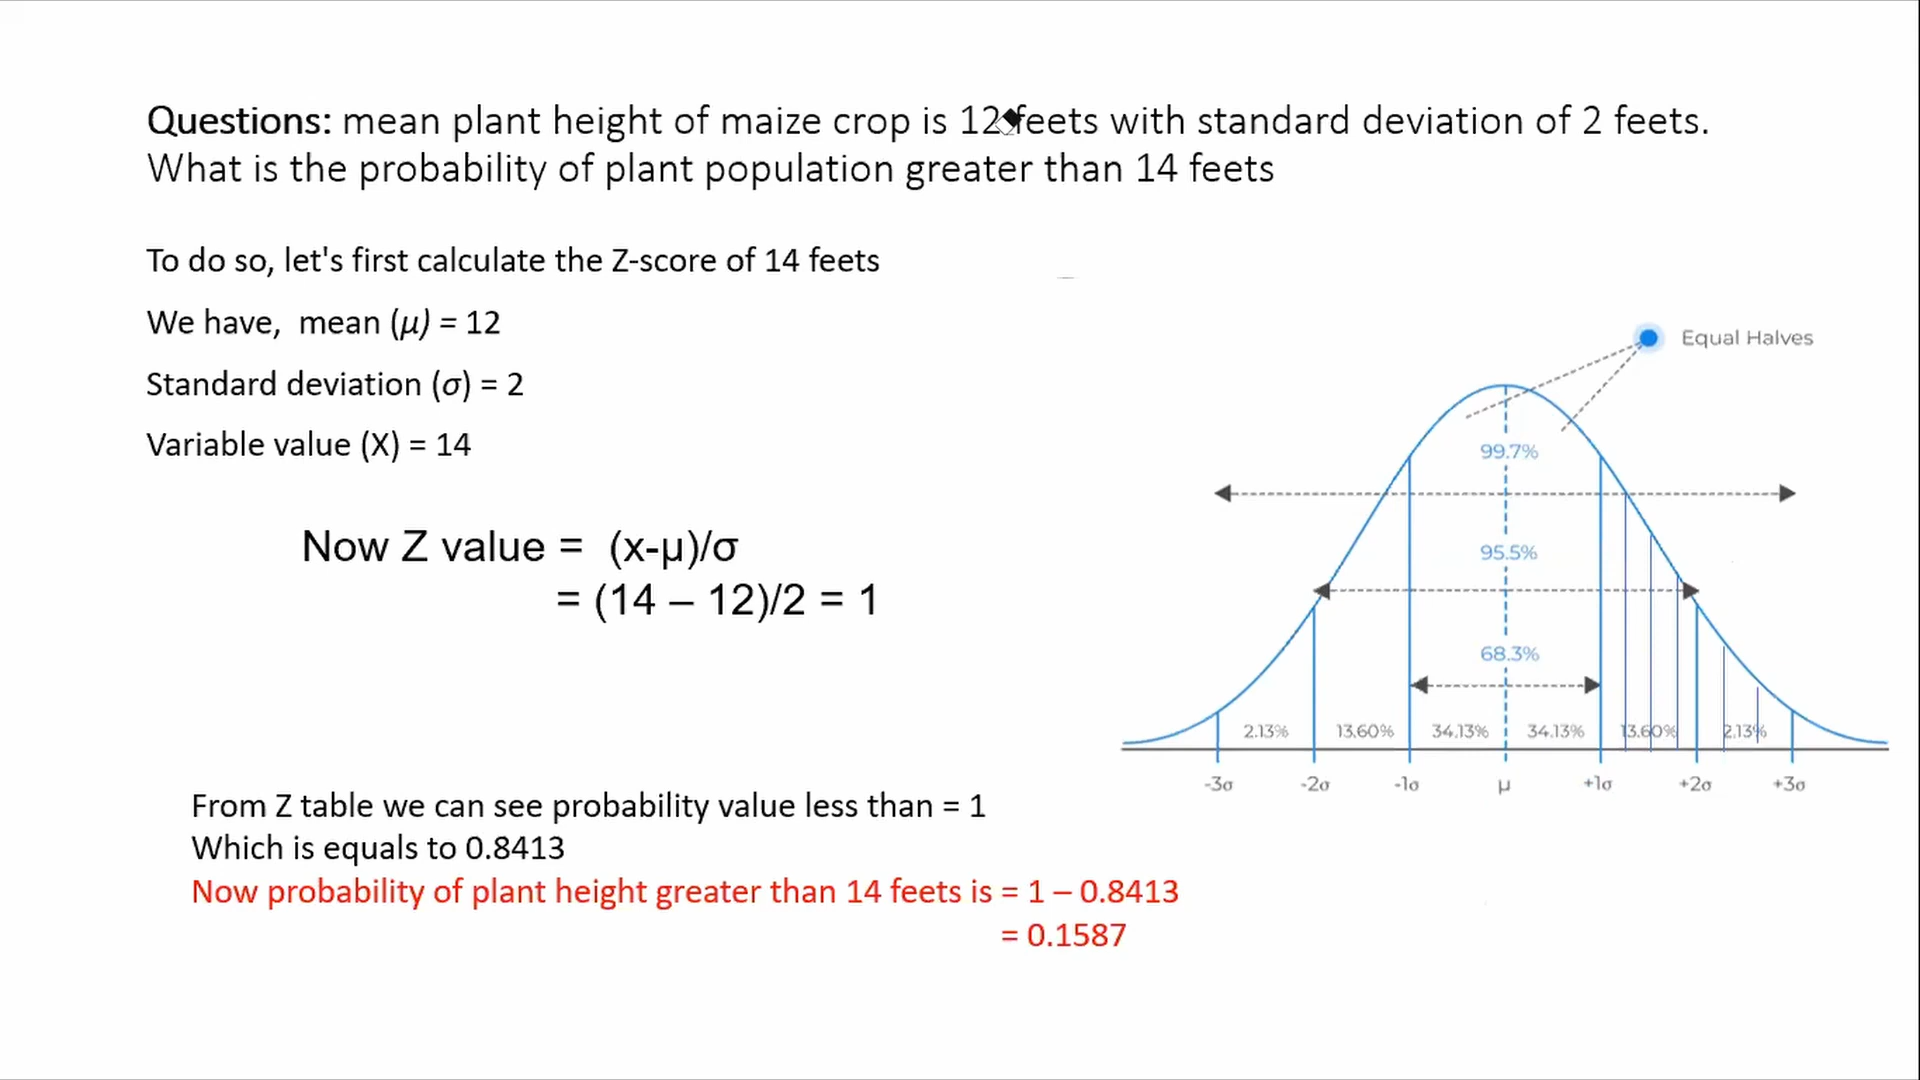 Questions: mean plant height of maize crop is 12 feets with standard deviation of 2 feets.
What is the probability of plant population greater than 14 feets
To do so, let's first calculate the Z-score of 14 feets
We have, mean (μ) = 12
Standard deviation (σ) = 2
Variable value (X) = 14
Now Z value = (x-μ)/σ
= (14 – 12)/2 = 1
From Z table we can see probability value less than = 1
Which is equals to 0.8413
Now probability of plant height greater than 14 feets is = 1 – 0.8413
= 0.1587
Equal Halves
99.7%
95.5%
68.3%
2.13% 13.60% 34.13% 34.13% 13.60% 2.13%
-3σ -2σ -1σ μ +1σ +2σ +3σ